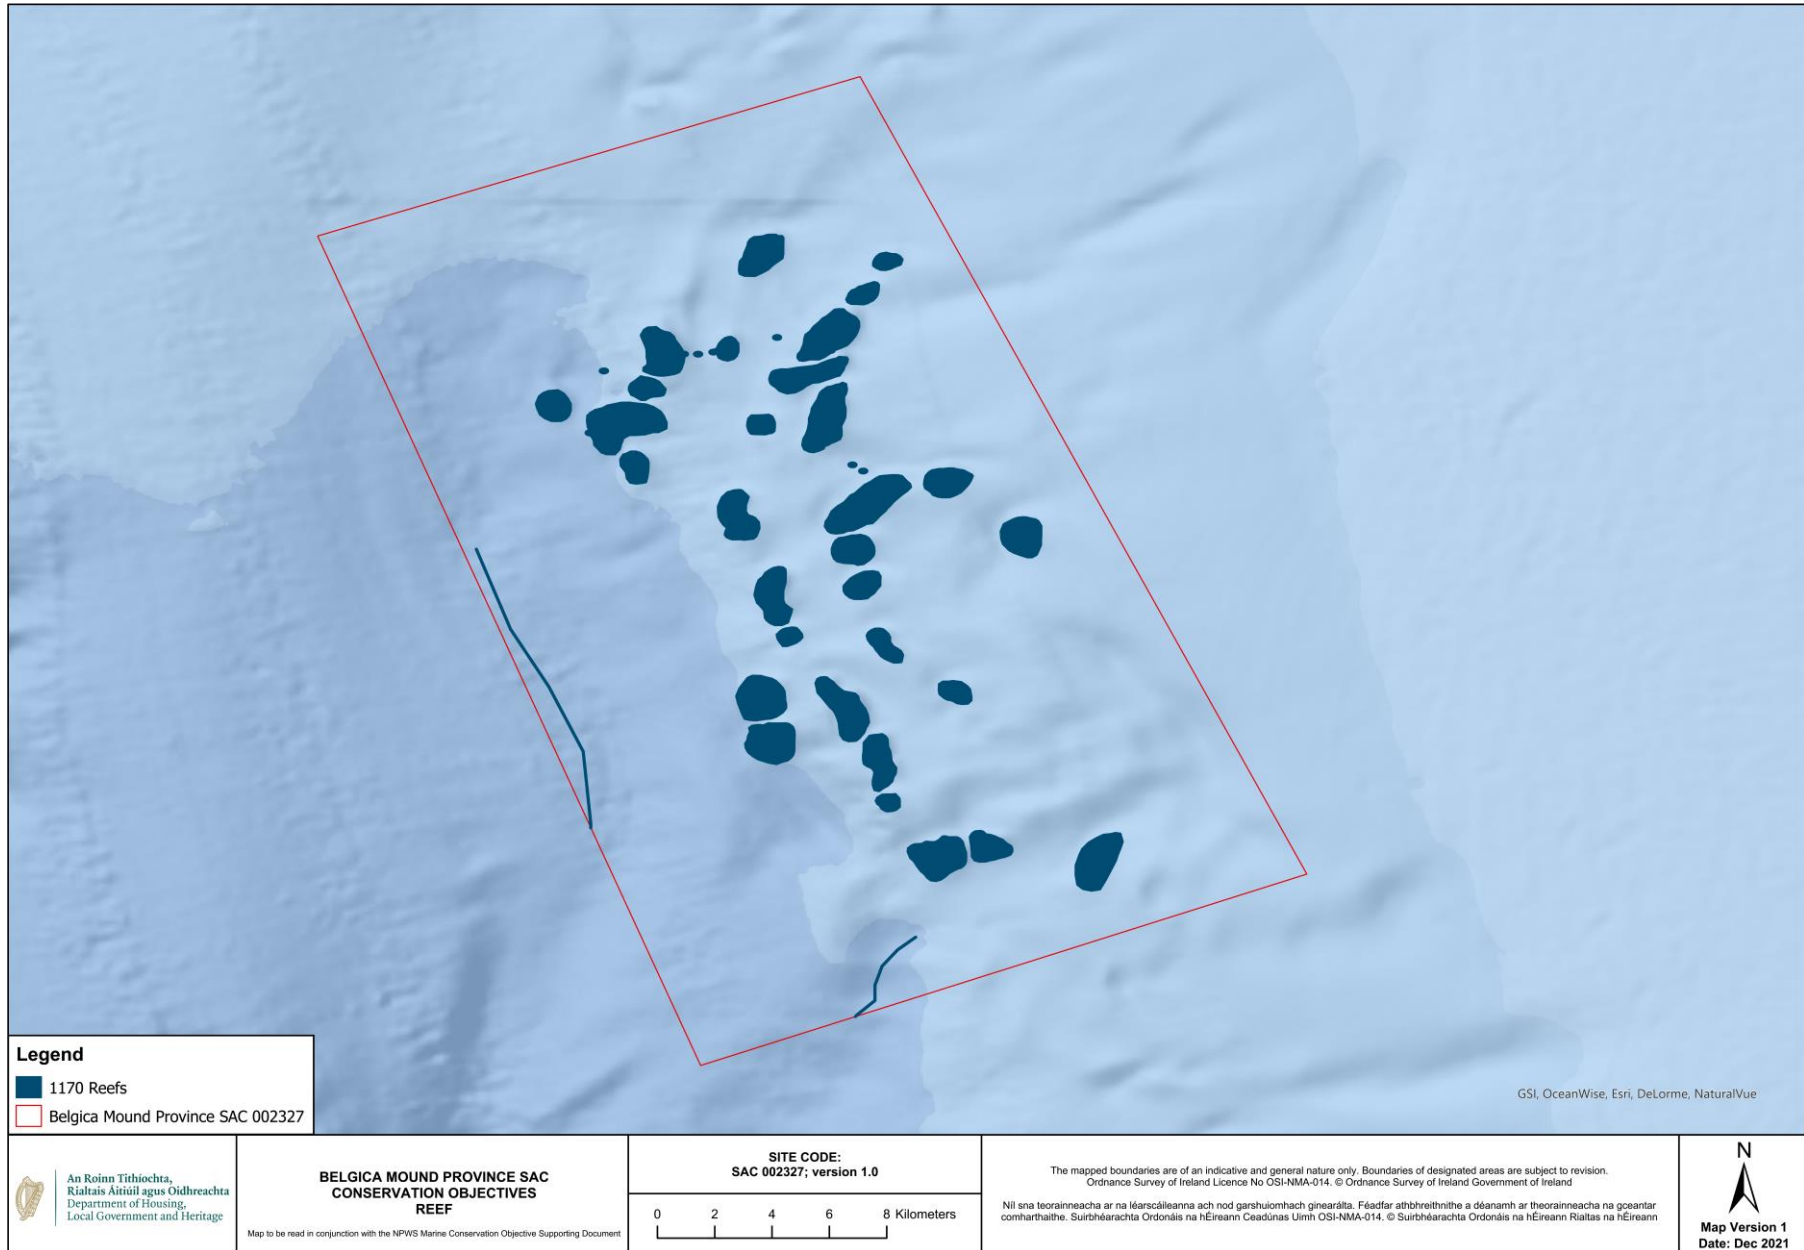 GSI, OceanWise, Esri, DeLorme, NaturalVue
Legend
1170 Reefs
Belgica Mound Province SAC 002327
An Roinn Tithíochta,
Rialtais Áitiúil agus Oidhreachta
Department of Housing,
Local Government and Heritage
BELGICA MOUND PROVINCE SAC
CONSERVATION OBJECTIVES
REEF
Map to be read in conjunction with the NPWS Marine Conservation Objective Supporting Document
SITE CODE:
SAC 002327; version 1.0
0 2 4 6 8 Kilometers
The mapped boundaries are of an indicative and general nature only. Boundaries of designated areas are subject to revision.
Ordnance Survey of Ireland Licence No OSI-NMA-014. © Ordnance Survey of Ireland Government of Ireland
Níl sna teorainneacha ar na léarscáileanna ach nod garshuiomhach ginearálta. Féadfar athbhreithnithe a déanamh ar theorainneacha na gceantar
comharthaithe. Suirbhéarachta Ordonáis na hÉireann Ceadúnas Uimh OSI-NMA-014. © Suirbhéarachta Ordonáis na hÉireann Rialtas na hÉireann
N
Map Version 1
Date: Dec 2021